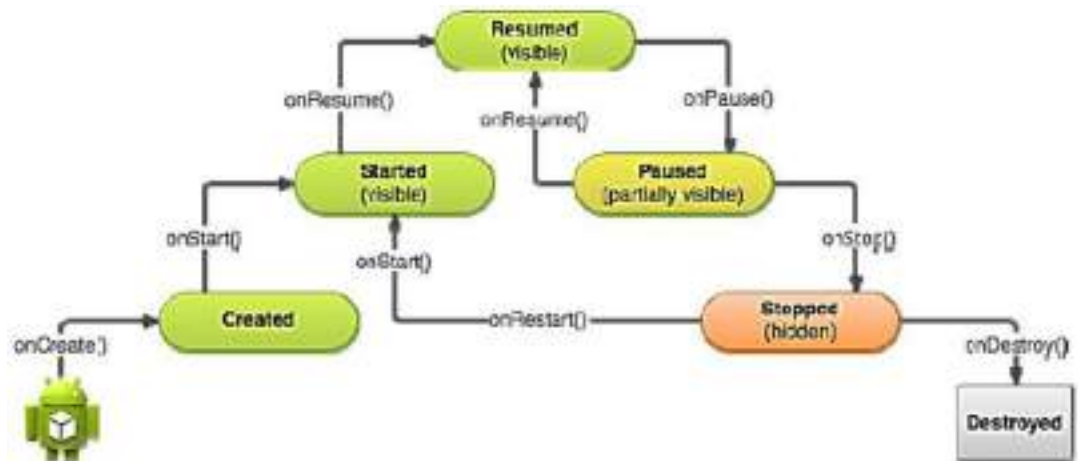 Resumed
(visible)
onResume()
onPause()
onResume()
Started
(visible)
Paused
(partially visible)
onStart()
onStart()
onStop()
Created
onRestart()
Stopped
(hidden)
onCreate()
onDestroy()
Destroyed